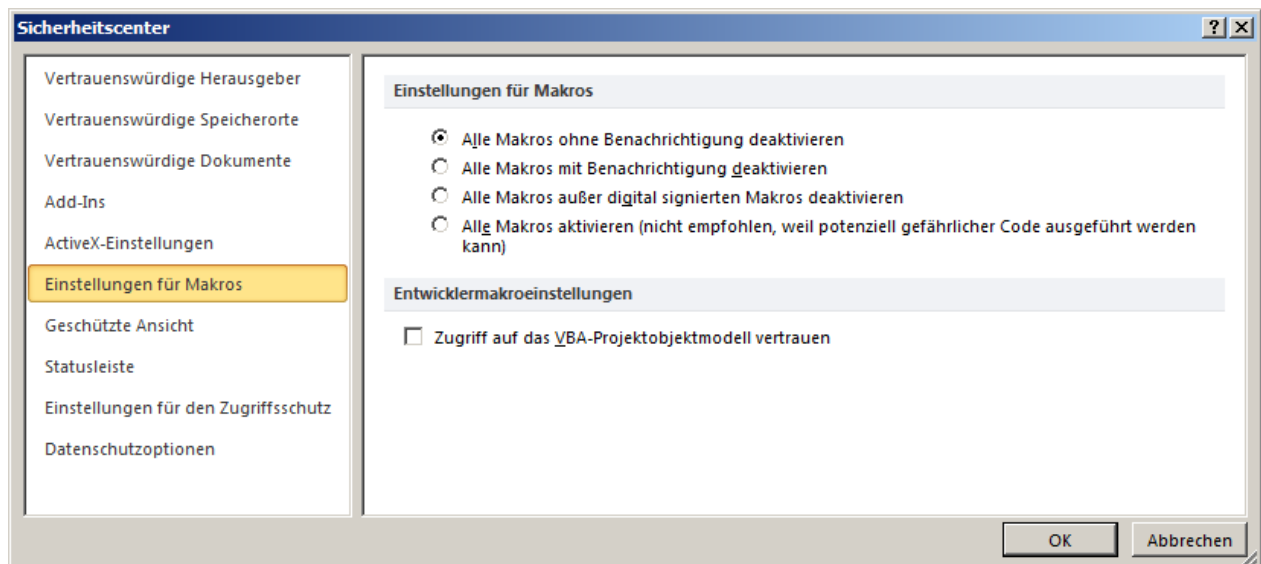 Sicherheitscenter
Vertrauenswürdige Herausgeber
Vertrauenswürdige Speicherorte
Vertrauenswürdige Dokumente
Add-Ins
ActiveX-Einstellungen
Einstellungen für Makros
Geschützte Ansicht
Statusleiste
Einstellungen für den Zugriffsschutz
Datenschutzoptionen
Einstellungen für Makros
Alle Makros ohne Benachrichtigung deaktivieren
Alle Makros mit Benachrichtigung deaktivieren
Alle Makros außer digital signierten Makros deaktivieren
Alle Makros aktivieren (nicht empfohlen, weil potenziell gefährlicher Code ausgeführt werden
kann)
Entwicklermakroeinstellungen
Zugriff auf das VBA-Projektobjektmodell vertrauen
OK
Abbrechen